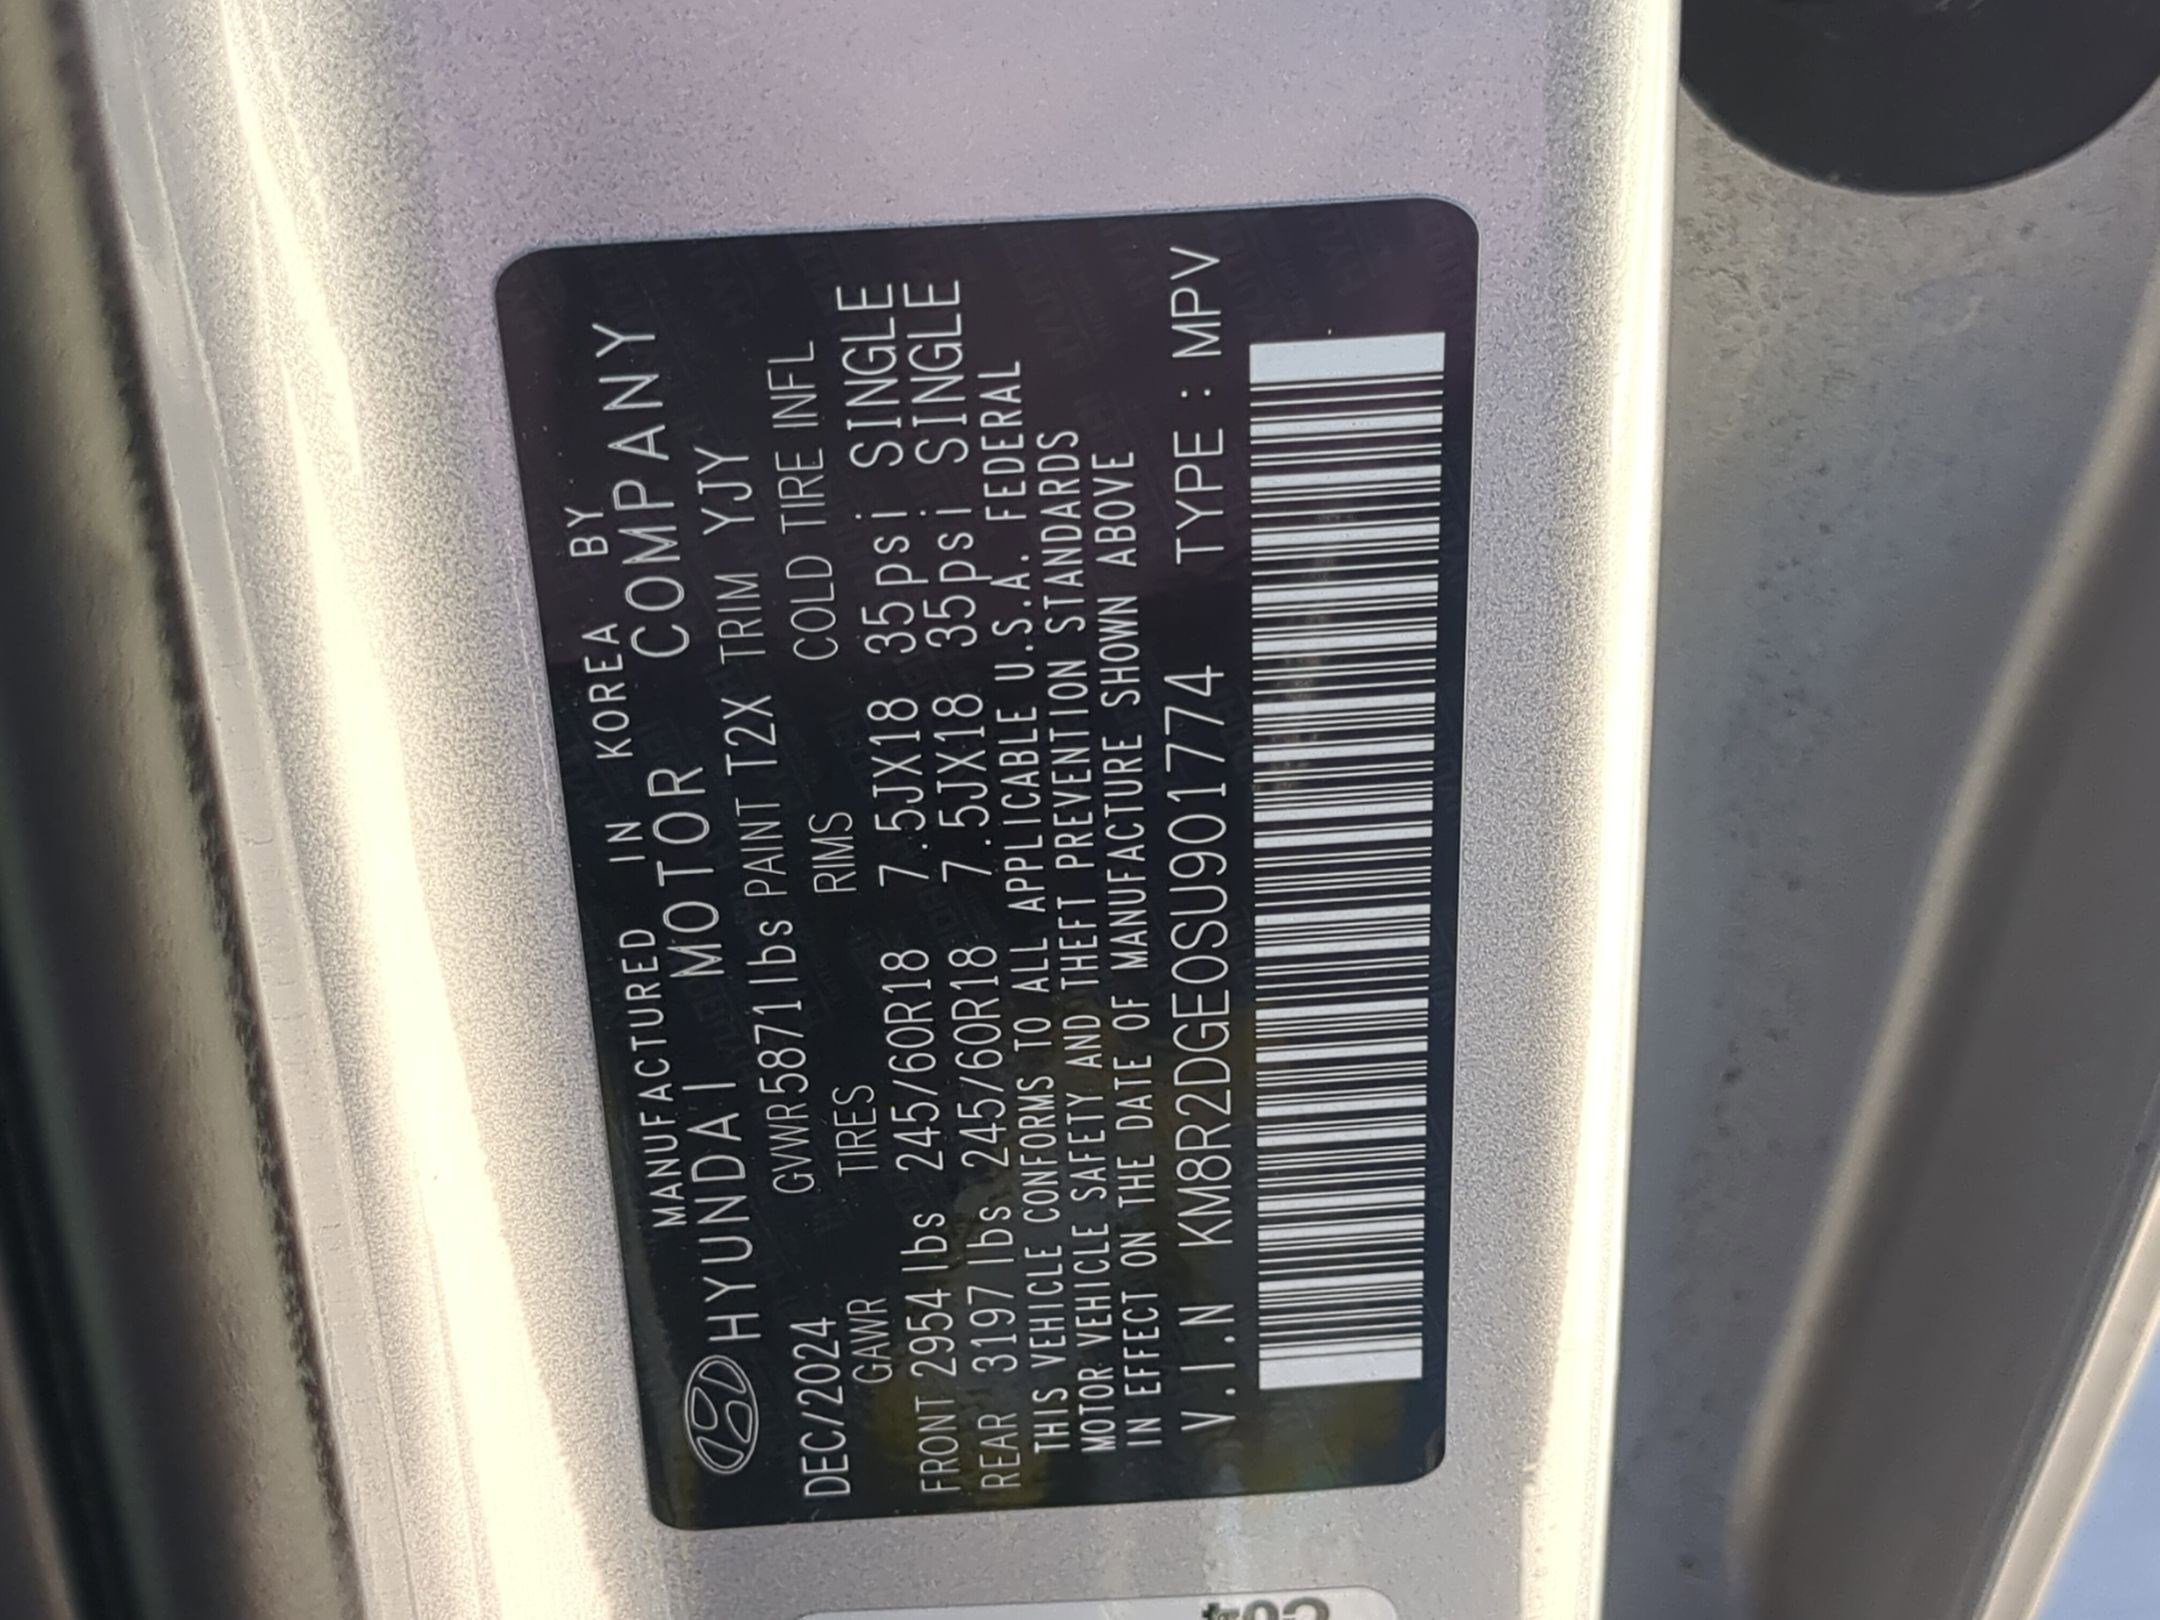 MANUFACTURED IN KOREA BY
HYUNDAI MOTOR COMPANY
DEC/2024 GVWR 5871 lbs PAINT T2X TRIM YJY
GAWR TIRES RIMS COLD TIRE INFL
FRONT 2954 lbs 245/60R18 7.5JX18 35psi SINGLE
REAR 3197 lbs 245/60R18 7.5JX18 35psi SINGLE
THIS VEHICLE CONFORMS TO ALL APPLICABLE U.S.A. FEDERAL
MOTOR VEHICLE SAFETY AND THEFT PREVENTION STANDARDS
IN EFFECT ON THE DATE OF MANUFACTURE SHOWN ABOVE
V.I.N KM8R2DGE0SU901774 TYPE : MPV